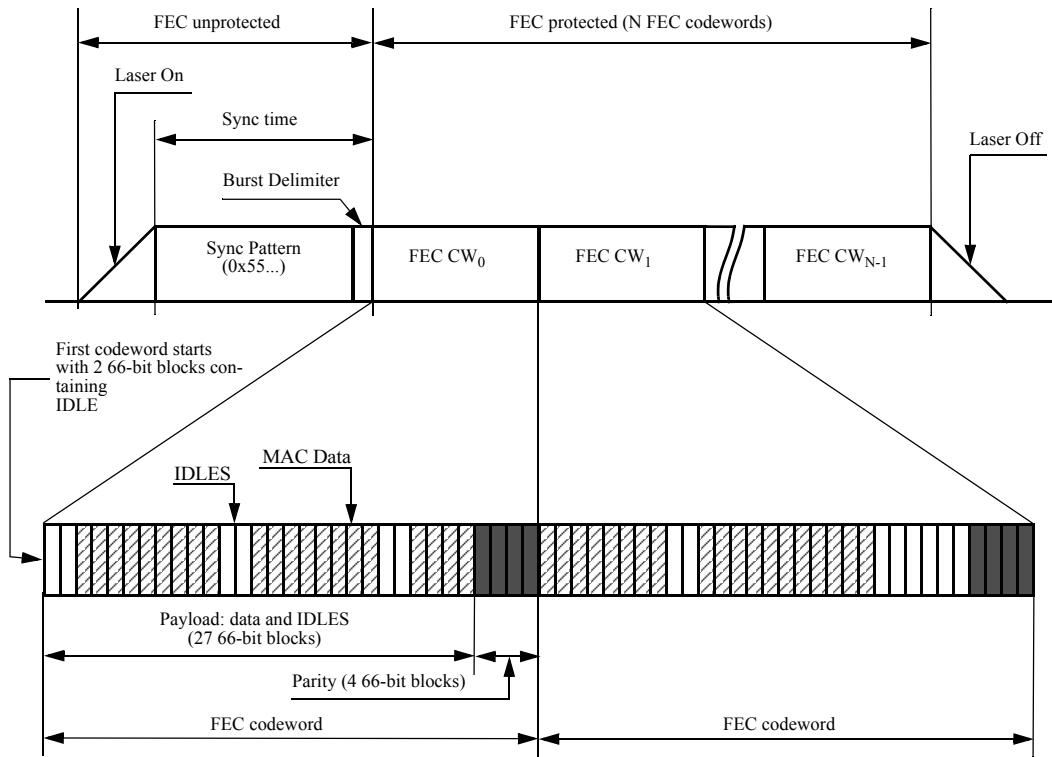 FEC unprotected
FEC protected (N FEC codewords)
Laser On
Sync time
Laser Off
Burst Delimiter
Sync Pattern
(0x55...)
FEC CW0
FEC CW1
FEC CWN-1
First codeword starts
with 2 66-bit blocks con-
taining
IDLE
MAC Data
IDLES
Payload: data and IDLES
(27 66-bit blocks)
Parity (4 66-bit blocks)
FEC codeword
FEC codeword